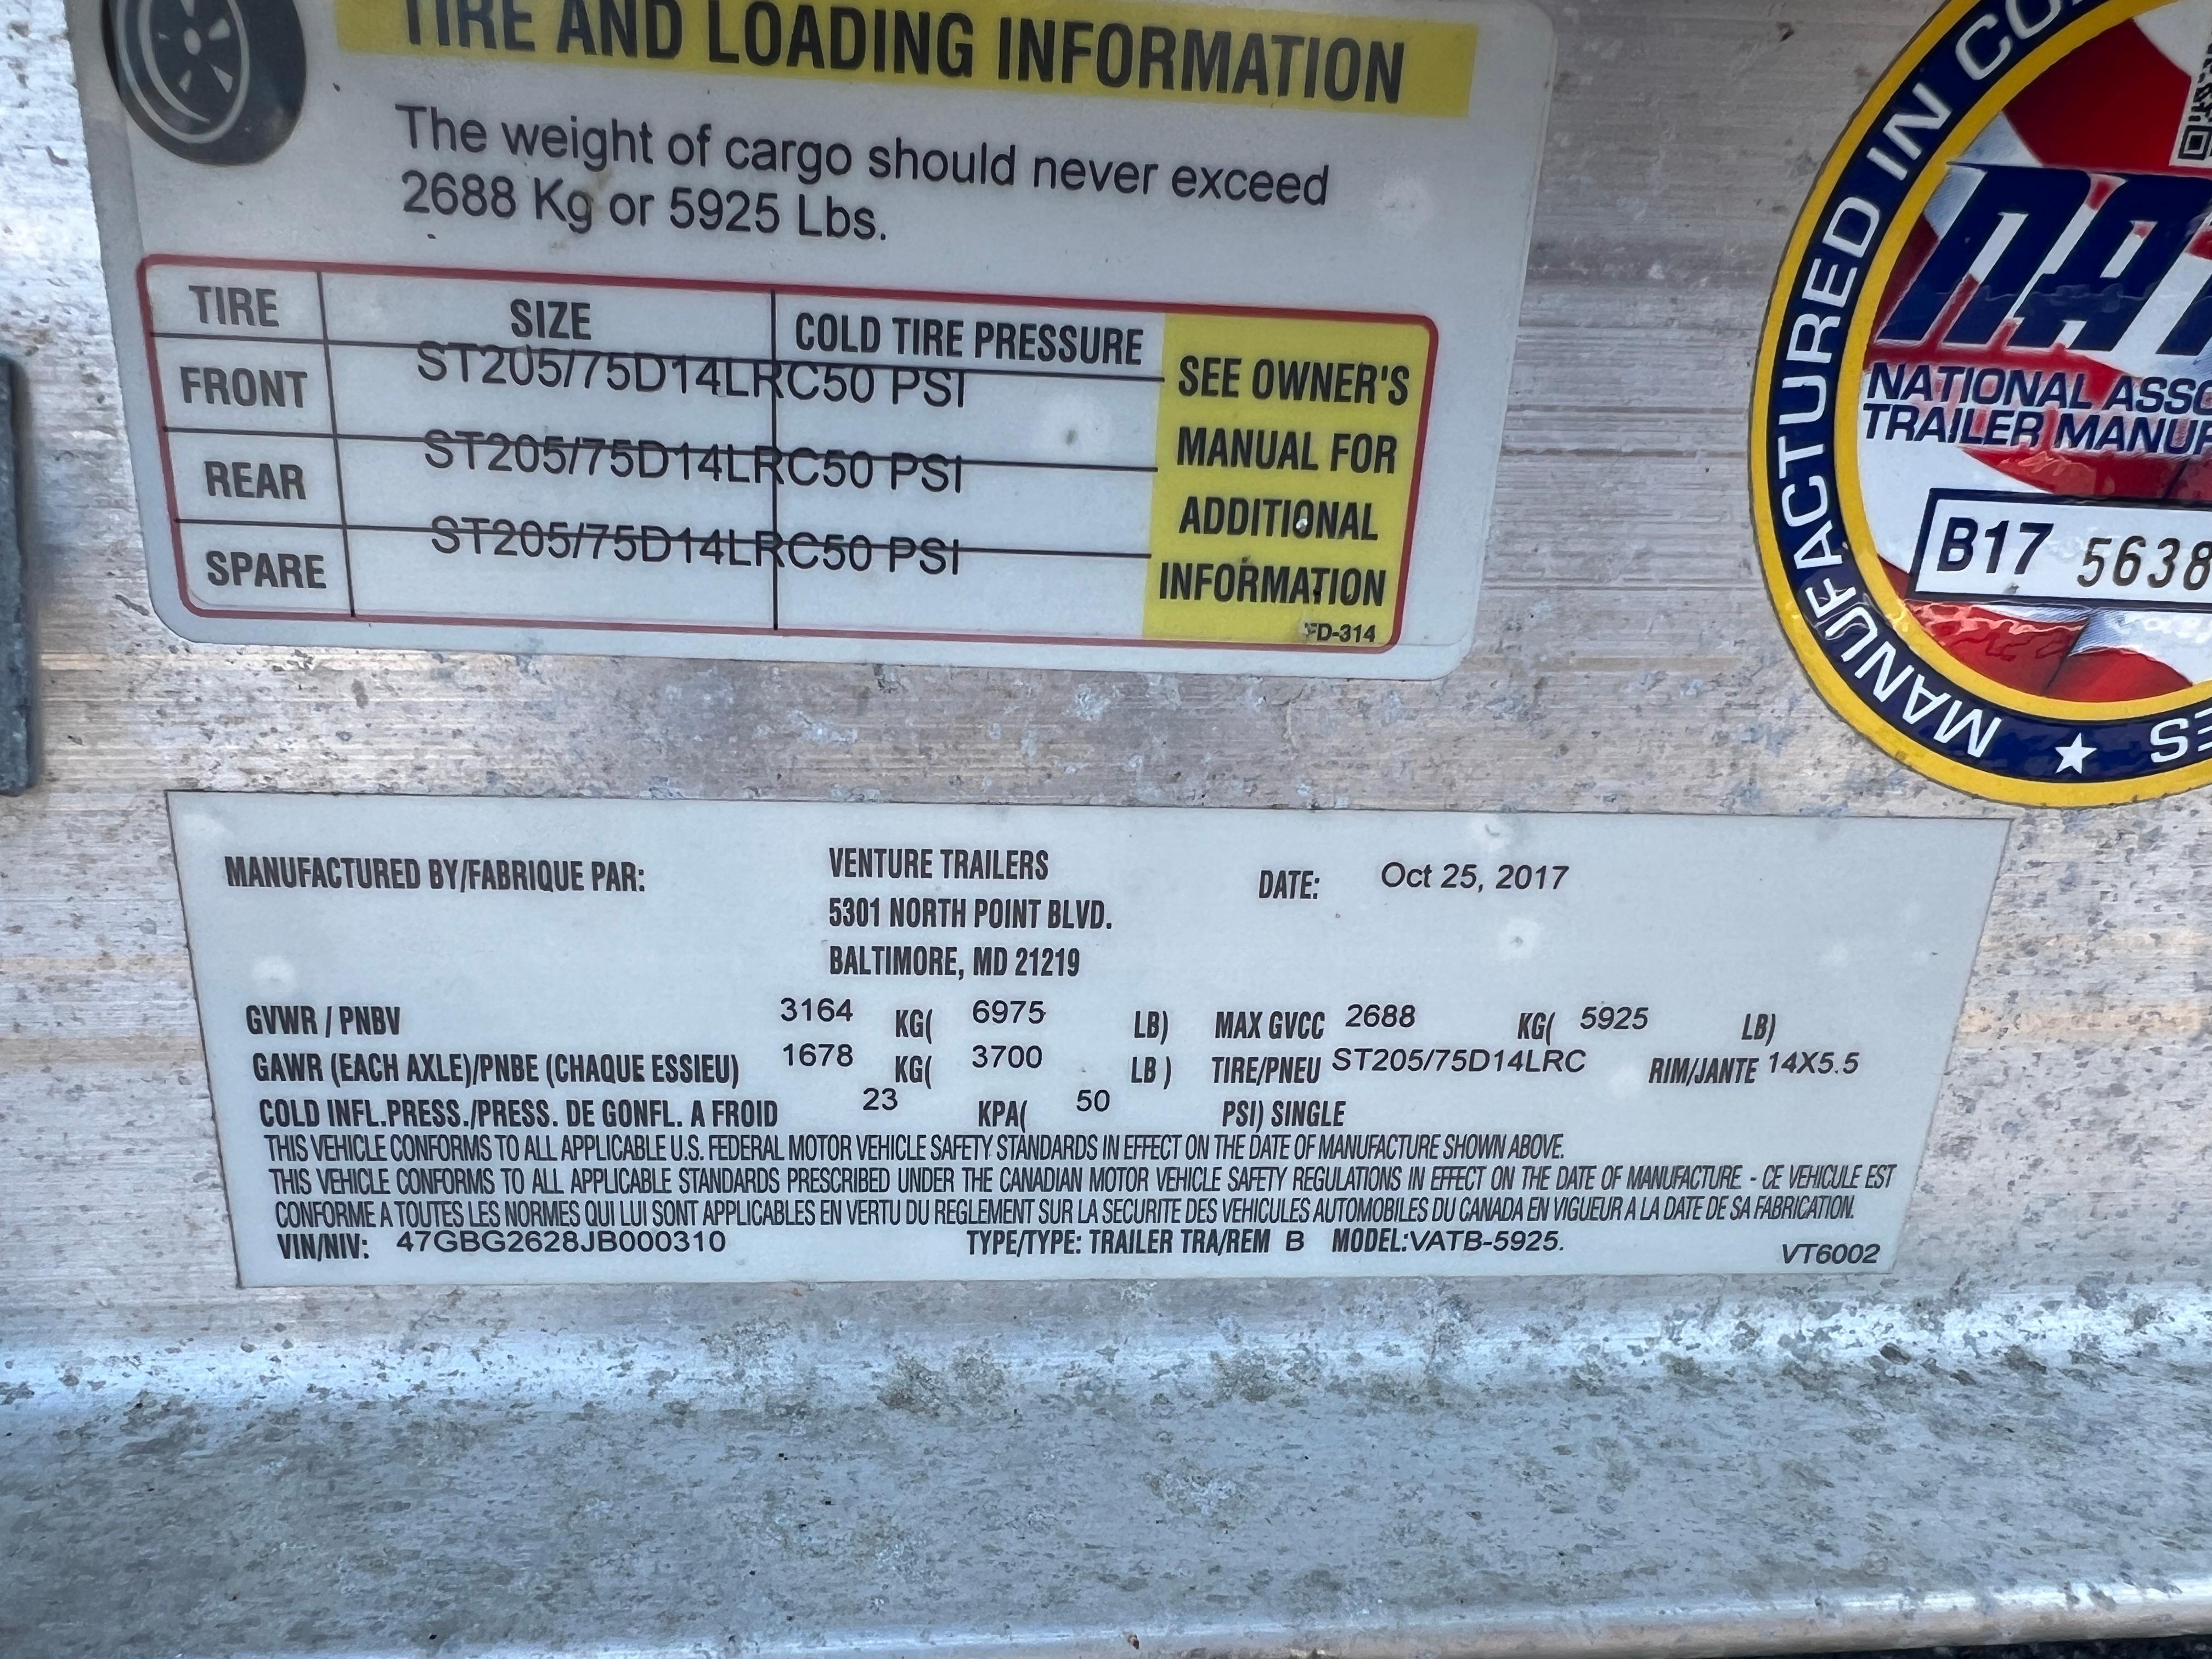 TIRE AND LOADING INFORMATION
The weight of cargo should never exceed
2688 Kg or 5925 Lbs.
TIRE SIZE COLD TIRE PRESSURE
FRONT ST205/75D14LRC50 PSI
REAR ST205/75D14LRC50 PSI
SPARE ST205/75D14LRC50 PSI
SEE OWNER'S
MANUAL FOR
ADDITIONAL
INFORMATION
FD-314
MANUFACTURED IN
NATIONAL
TRAILER
B17 5638
MANUFACTURED BY/FABRIQUE PAR: VENTURE TRAILERS DATE: Oct 25, 2017
5301 NORTH POINT BLVD.
BALTIMORE, MD 21219
GVWR / PNBV 3164 KG( 6975 LB) MAX GVCC 2688 KG( 5925 LB)
GAWR (EACH AXLE)/PNBE (CHAQUE ESSIEU) 1678 KG( 3700 LB ) TIRE/PNEU ST205/75D14LRC RIM/JANTE 14X5.5
COLD INFL.PRESS./PRESS. DE GONFL. A FROID 23 KPA( 50 PSI) SINGLE
THIS VEHICLE CONFORMS TO ALL APPLICABLE U.S. FEDERAL MOTOR VEHICLE SAFETY STANDARDS IN EFFECT ON THE DATE OF MANUFACTURE SHOWN ABOVE.
THIS VEHICLE CONFORMS TO ALL APPLICABLE STANDARDS PRESCRIBED UNDER THE CANADIAN MOTOR VEHICLE SAFETY REGULATIONS IN EFFECT ON THE DATE OF MANUFACTURE - CE VEHICULE EST
CONFORME A TOUTES LES NORMES QUI LUI SONT APPLICABLES EN VERTU DU REGLEMENT SUR LA SECURITE DES VEHICULES AUTOMOBILES DU CANADA EN VIGUEUR A LA DATE DE SA FABRICATION.
VIN/NIV: 47GBG2628JB000310 TYPE/TYPE: TRAILER TRA/REM B MODEL:VATB-5925. VT6002